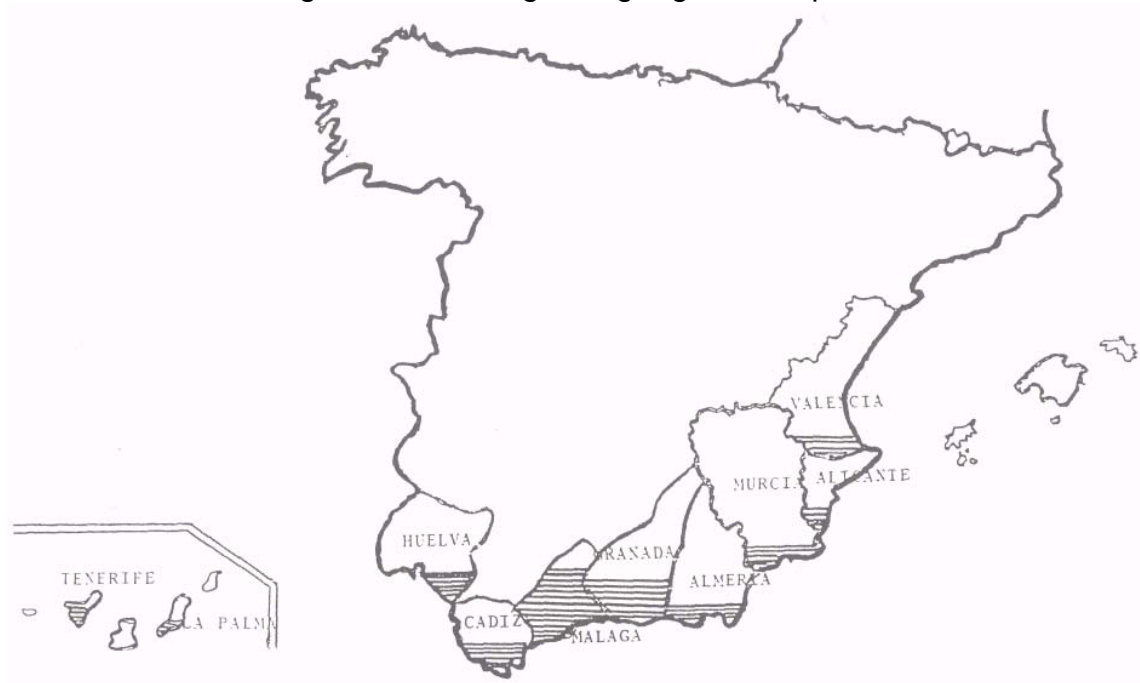 VALENCIA
MURCIA ALICANTE
HUELVA
GRANADA
TENERIFE
ALMERIA
LA PALMA
CADIZ
MALAGA